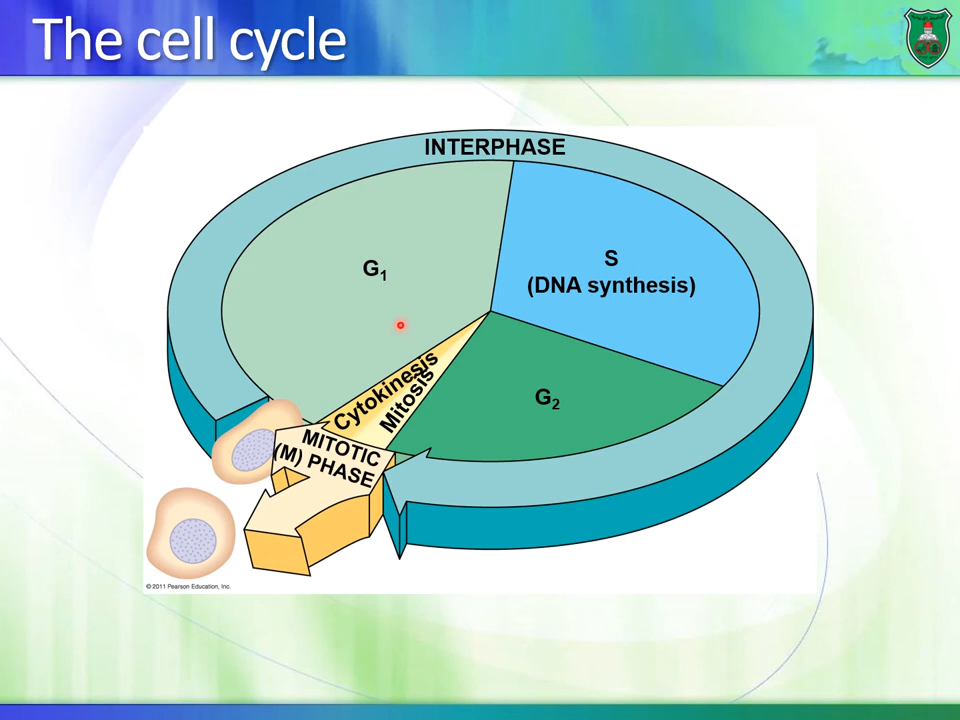 The cell cycle
INTERPHASE
G₁
S
(DNA synthesis)
Cytokinesis
Mitosis
G₂
MITOTIC
(M) PHASE
© 2011 Pearson Education, Inc.